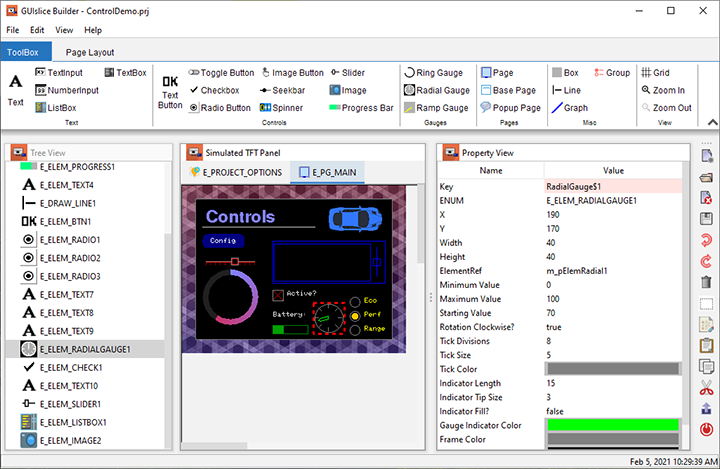 GUIslice Builder - ControlDemo.prj
File Edit View Help
ToolBox Page Layout
Text
TextInput
NumberInput
ListBox
TextBox
Text
OK
Text Button
Toggle Button
Checkbox
Radio Button
Image Button
Seekbar
Spinner
Slider
Image
Progress Bar
Controls
Ring Gauge
Radial Gauge
Ramp Gauge
Gauges
Page
Base Page
Popup Page
Pages
Box
Line
Graph
Group
Misc
Grid
Zoom In
Zoom Out
View
Tree View
E_ELEM_PROGRESS1
E_ELEM_TEXT4
E_DRAW_LINE1
OK E_ELEM_BTN1
E_ELEM_RADIO1
E_ELEM_RADIO2
E_ELEM_RADIO3
E_ELEM_TEXT7
E_ELEM_TEXT8
E_ELEM_TEXT9
E_ELEM_RADIALGAUGE1
E_ELEM_CHECK1
E_ELEM_TEXT10
E_ELEM_SLIDER1
E_ELEM_LISTBOX1
E_ELEM_IMAGE2
Simulated TFT Panel
E_PROJECT_OPTIONS E_PG_MAIN
Controls
Config
Active?
Battery:
Eco
Perf
Range
Property View
Name Value
Key RadialGauge$1
ENUM E_ELEM_RADIALGAUGE1
X 190
Y 170
Width 40
Height 40
ElementRef m_pElemRadial1
Minimum Value 0
Maximum Value 100
Starting Value 70
Rotation Clockwise? true
Tick Divisions 8
Tick Size 5
Tick Color
Indicator Length 15
Indicator Tip Size 3
Indicator Fill? false
Gauge Indicator Color
Frame Color
Feb 5, 2021 10:29:39 AM